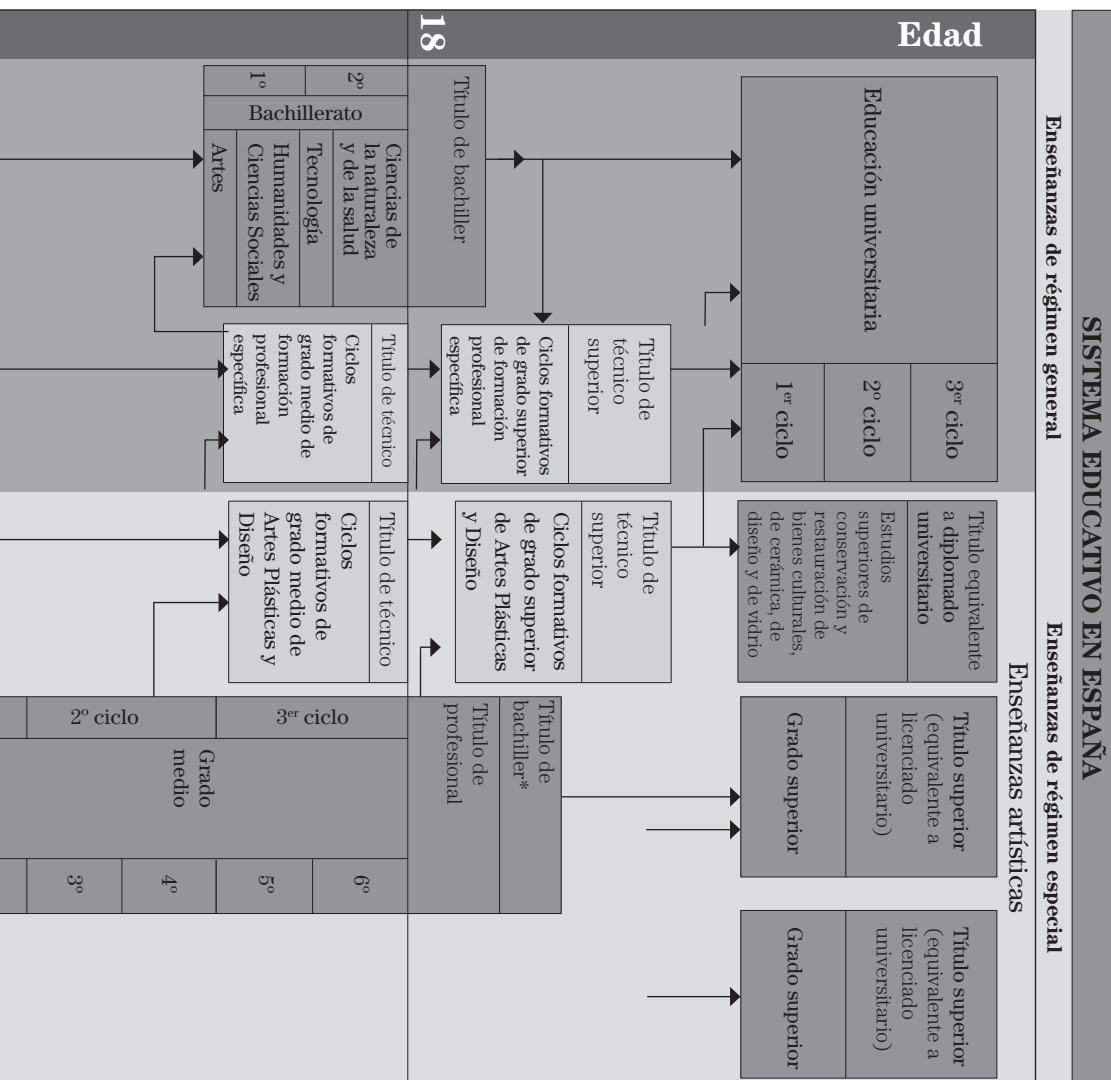 SISTEMA EDUCATIVO EN ESPAÑA
Enseñanzas de régimen general
Enseñanzas de régimen especial
Edad
Enseñanzas artísticas
Educación universitaria
3er ciclo
2º ciclo
1er ciclo
Título equivalente
a diplomado
universitario
Estudios
superiores de
conservación y
restauración de
bienes culturales,
de cerámica, de
diseño y de vidrio
Título superior
(equivalente a
licenciado
universitario)
Grado superior
Título superior
(equivalente a
licenciado
universitario)
Grado superior
Título de
técnico
superior
Ciclos formativos
de grado superior
de formación
profesional
específica
Título de
técnico
superior
Ciclos formativos
de grado superior
de Artes Plásticas
y Diseño
Título de
bachiller*
Título de
profesional
18
Título de bachiller
2º
1º
Bachillerato
Ciencias de
la naturaleza
y de la salud
Tecnología
Humanidades y
Ciencias Sociales
Artes
Título de técnico
Ciclos
formativos de
grado medio de
formación
profesional
específica
Título de técnico
Ciclos
formativos de
grado medio de
Artes Plásticas y
Diseño
3er ciclo
2º ciclo
Grado
medio
6º
5º
4º
3º